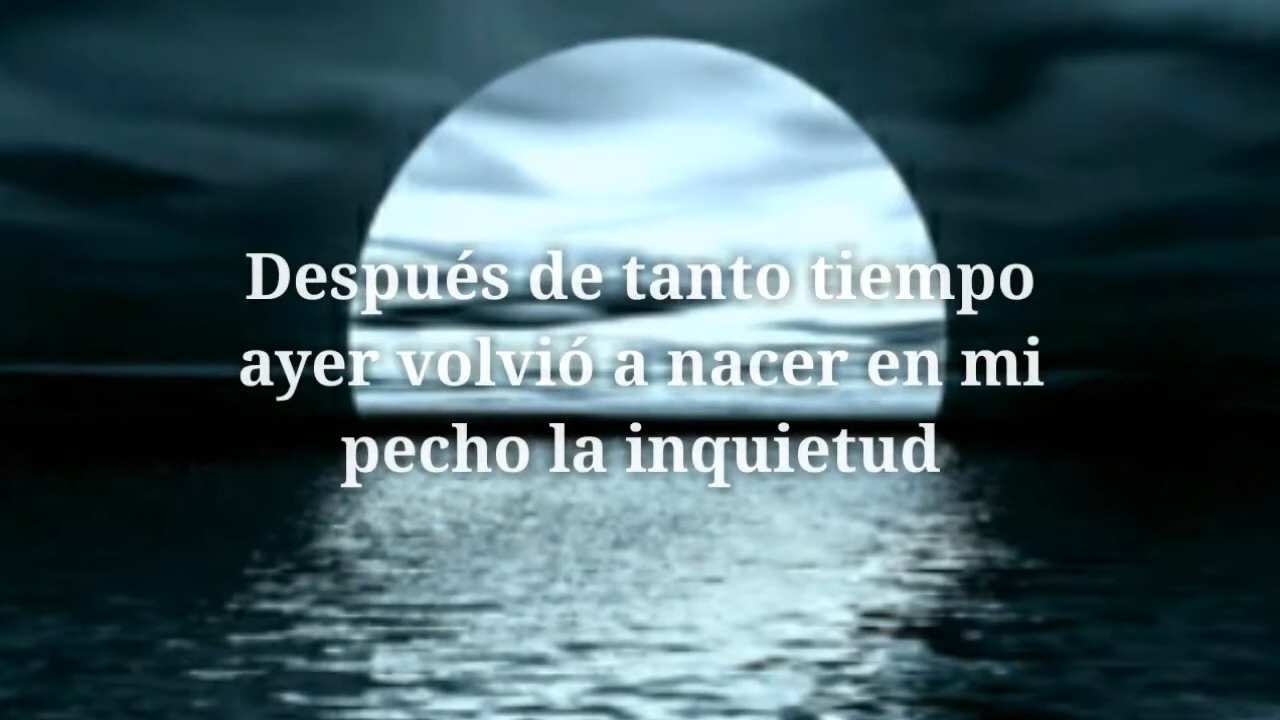 Después de tanto tiempo
ayer volvió a nacer en mi
pecho la inquietud